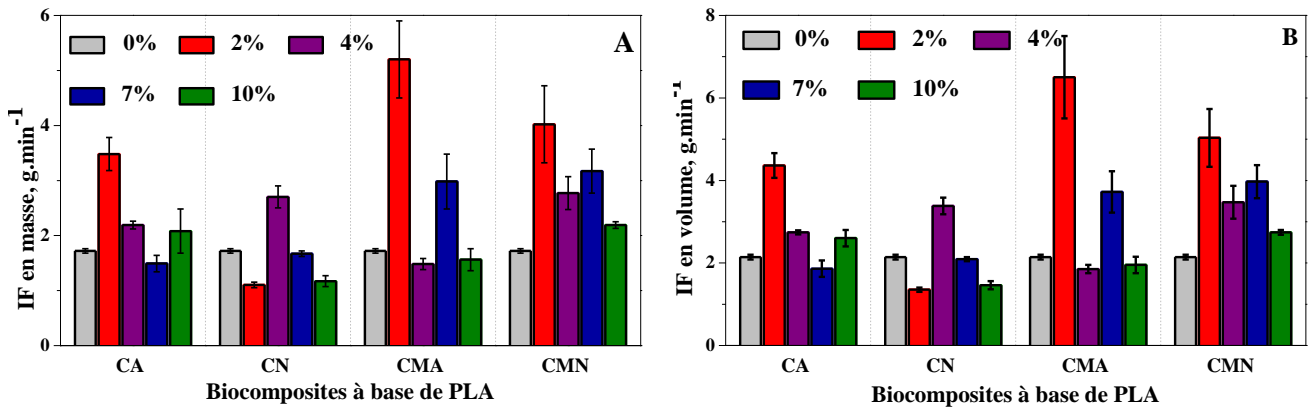 A
0% 2% 4%
7% 10%
IF en masse, g.min⁻¹
6
4
2
0
CA CN CMA CMN
Biocomposites à base de PLA
B
0% 2% 4%
7% 10%
IF en volume, g.min⁻¹
8
6
4
2
0
CA CN CMA CMN
Biocomposites à base de PLA